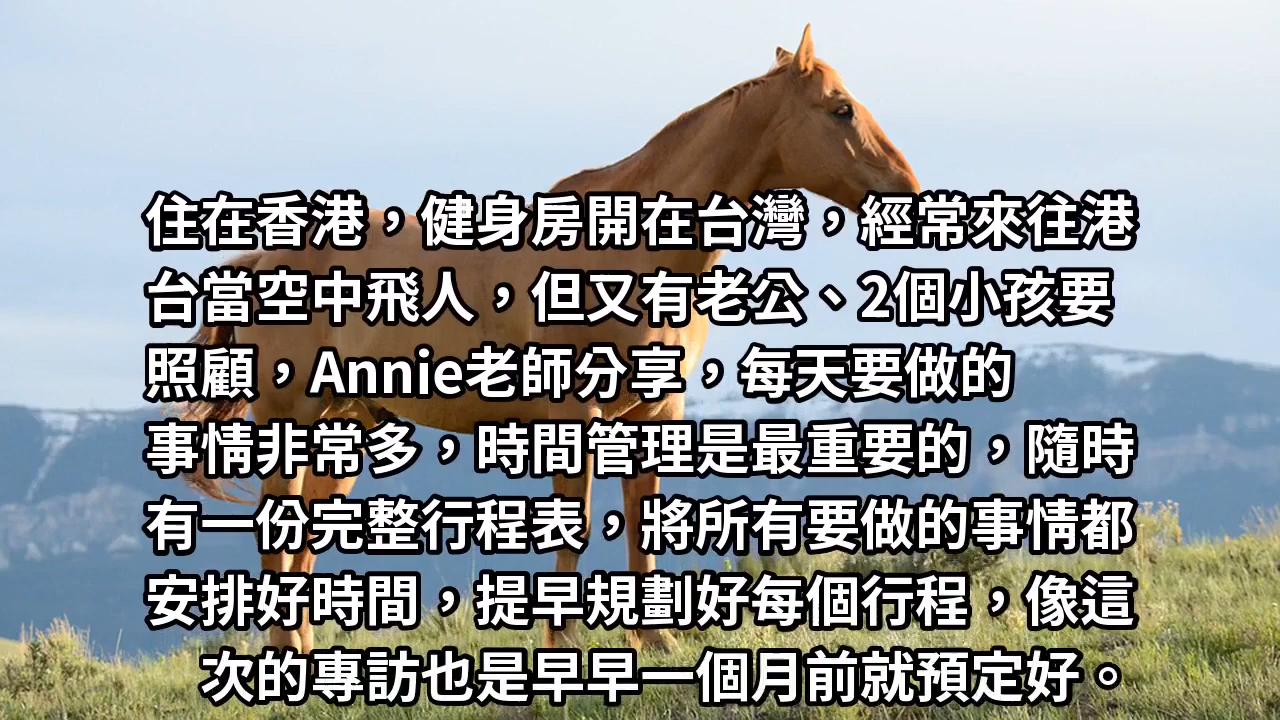 住在香港，健身房開在台灣，經常來往港
台當空中飛人，但又有老公、2個小孩要
照顧，Annie老師分享，每天要做的
事情非常多，時間管理是最重要的，隨時
有一份完整行程表，將所有要做的事情都
安排好時間，提早規劃好每個行程，像這
次的專訪也是早早一個月前就預定好。